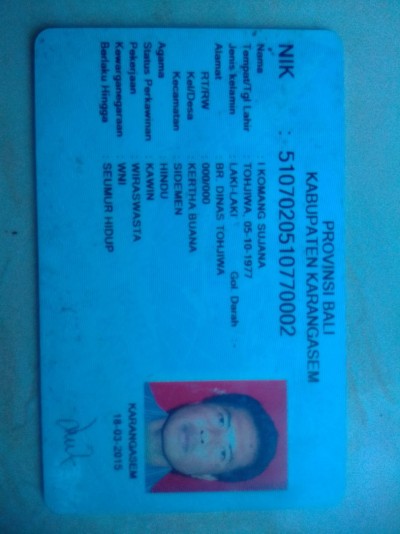 PROVINSI BALI
KABUPATEN KARANGASEM
NIK : 5107020510770002
Nama : I KOMANG SUJANA
Tempat/Tgl Lahir : TOHJIWA, 05-10-1977
Jenis kelamin : LAKI-LAKI Gol. Darah : -
Alamat : BR. DINAS TOHJIWA
RT/RW : 000/000
Kel/Desa : KERTHA BUANA
Kecamatan : SIDEMEN
Agama : HINDU
Status Perkawinan : KAWIN
Pekerjaan : WIRASWASTA
Kewarganegaraan : WNI
Berlaku Hingga : SEUMUR HIDUP
KARANGASEM
16-03-2015